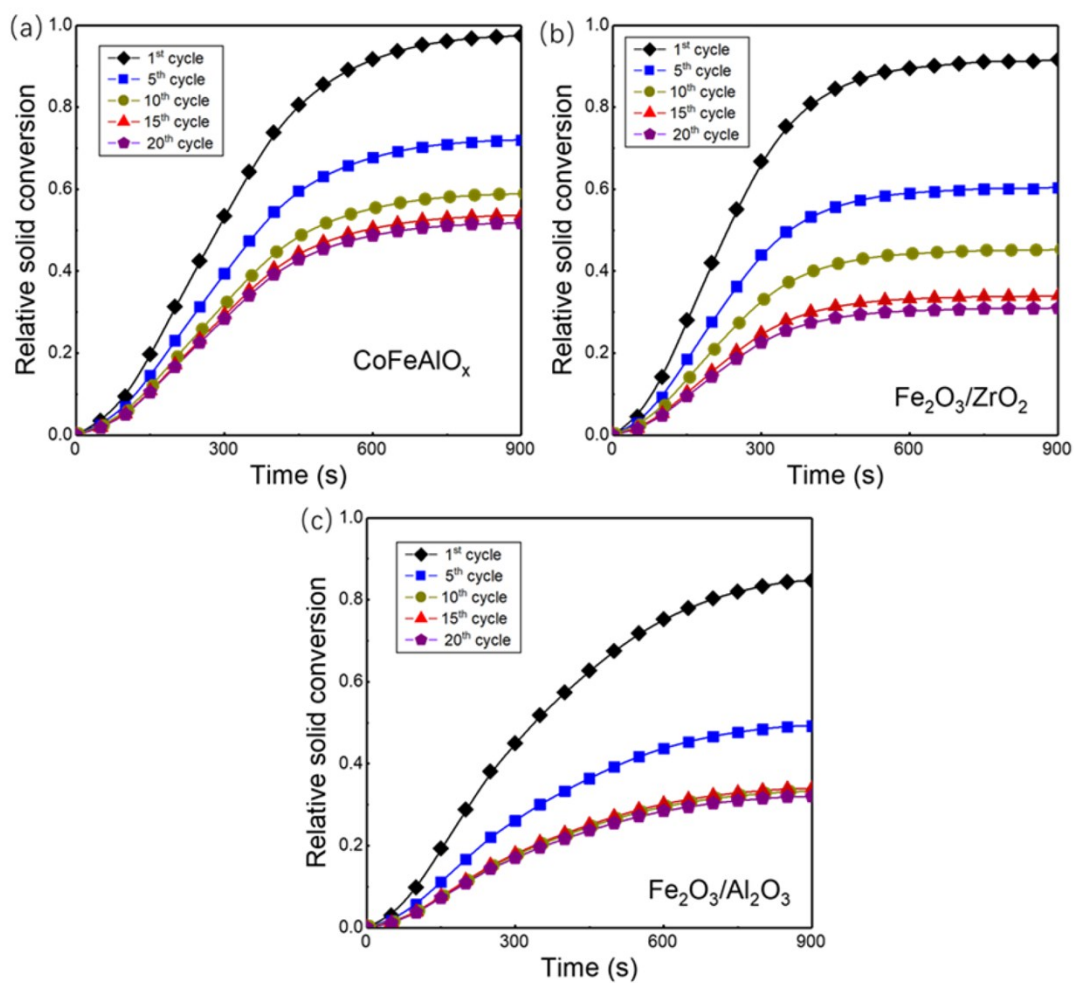 (a)
1.0
0.8
0.6
0.4
0.2
0.0
Relative solid conversion
1st cycle
5th cycle
10th cycle
15th cycle
20th cycle
CoFeAlOx
0
300
600
900
Time (s)
(b)
1.0
0.8
0.6
0.4
0.2
0.0
Relative solid conversion
1st cycle
5th cycle
10th cycle
15th cycle
20th cycle
Fe2O3/ZrO2
0
300
600
900
Time (s)
(c)
1.0
0.8
0.6
0.4
0.2
0.0
Relative solid conversion
1st cycle
5th cycle
10th cycle
15th cycle
20th cycle
Fe2O3/Al2O3
0
300
600
900
Time (s)